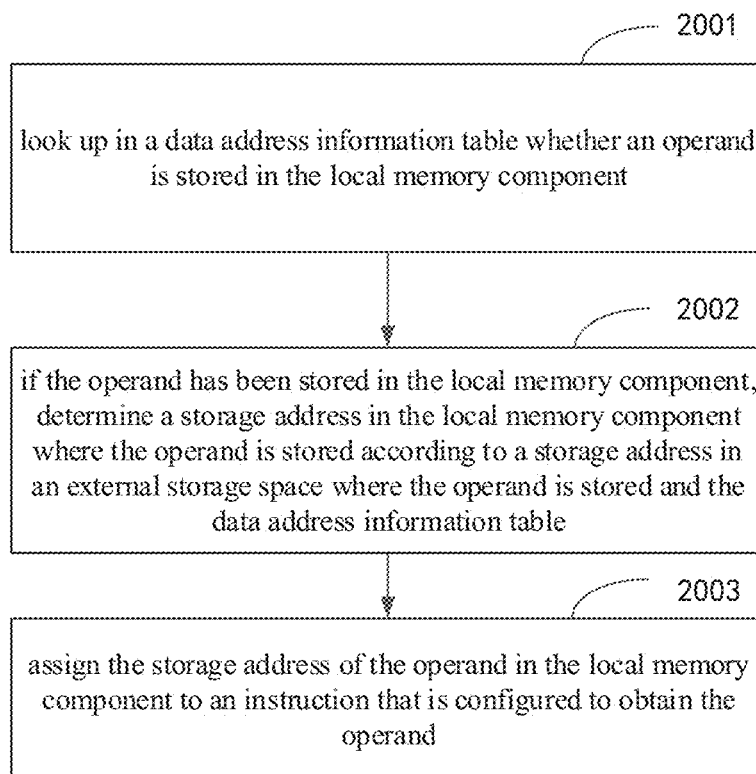 2001
look up in a data address information table whether an operand
is stored in the local memory component
2002
if the operand has been stored in the local memory component,
determine a storage address in the local memory component
where the operand is stored according to a storage address in
an external storage space where the operand is stored and the
data address information table
2003
assign the storage address of the operand in the local memory
component to an instruction that is configured to obtain the
operand